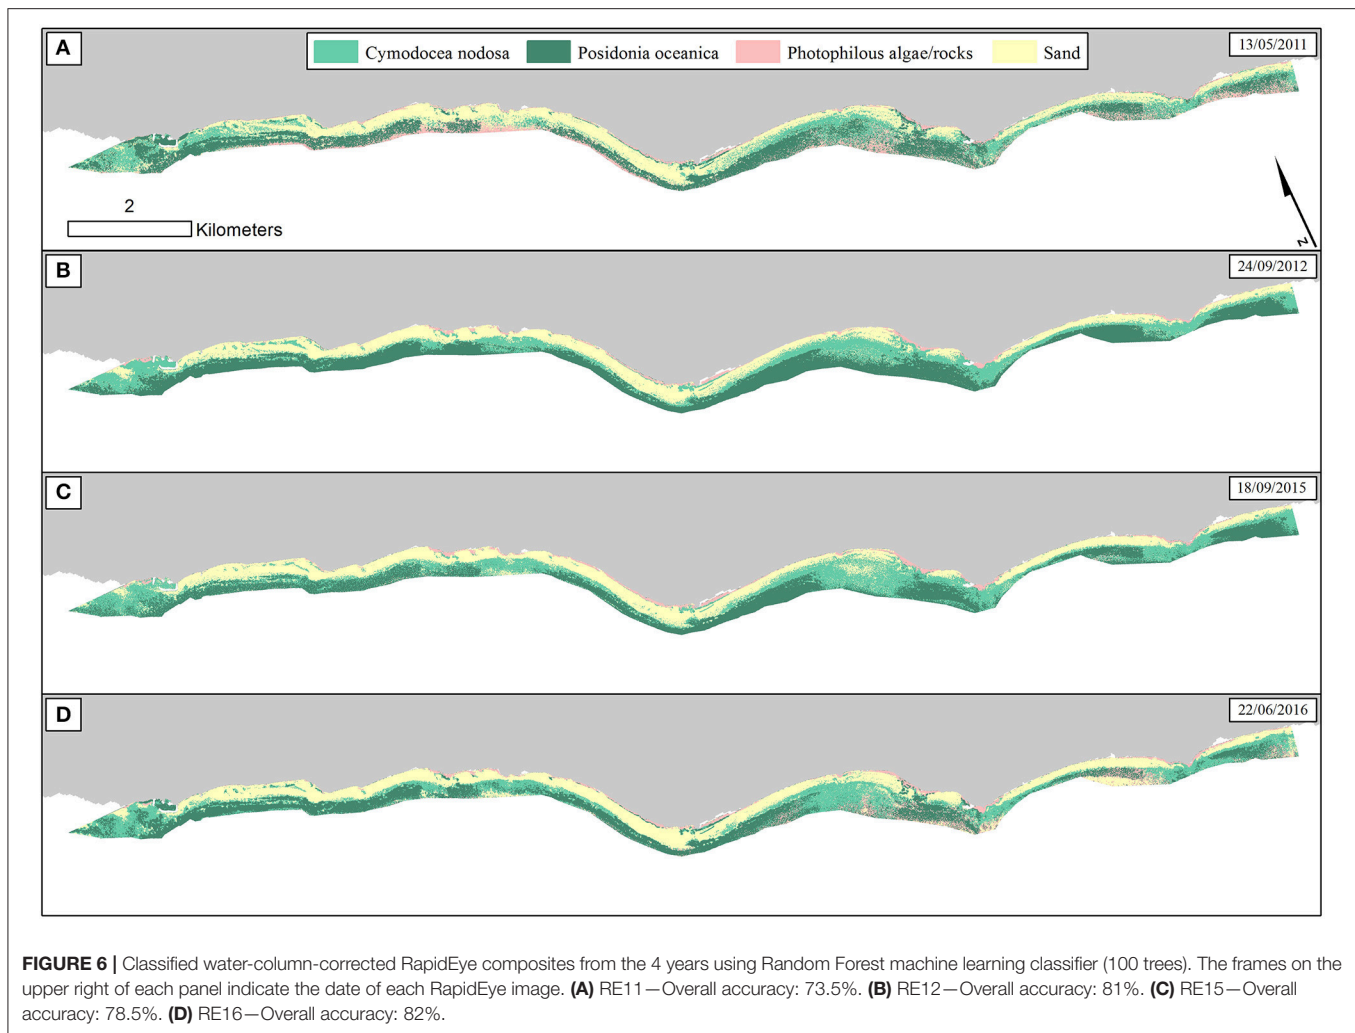 A
Cymodocea nodosa Posidonia oceanica Photophilous algae/rocks Sand
13/05/2011
2
Kilometers
N
B
24/09/2012
C
18/09/2015
D
22/06/2016
FIGURE 6 | Classified water-column-corrected RapidEye composites from the 4 years using Random Forest machine learning classifier (100 trees). The frames on the
upper right of each panel indicate the date of each RapidEye image. (A) RE11—Overall accuracy: 73.5%. (B) RE12—Overall accuracy: 81%. (C) RE15—Overall
accuracy: 78.5%. (D) RE16—Overall accuracy: 82%.